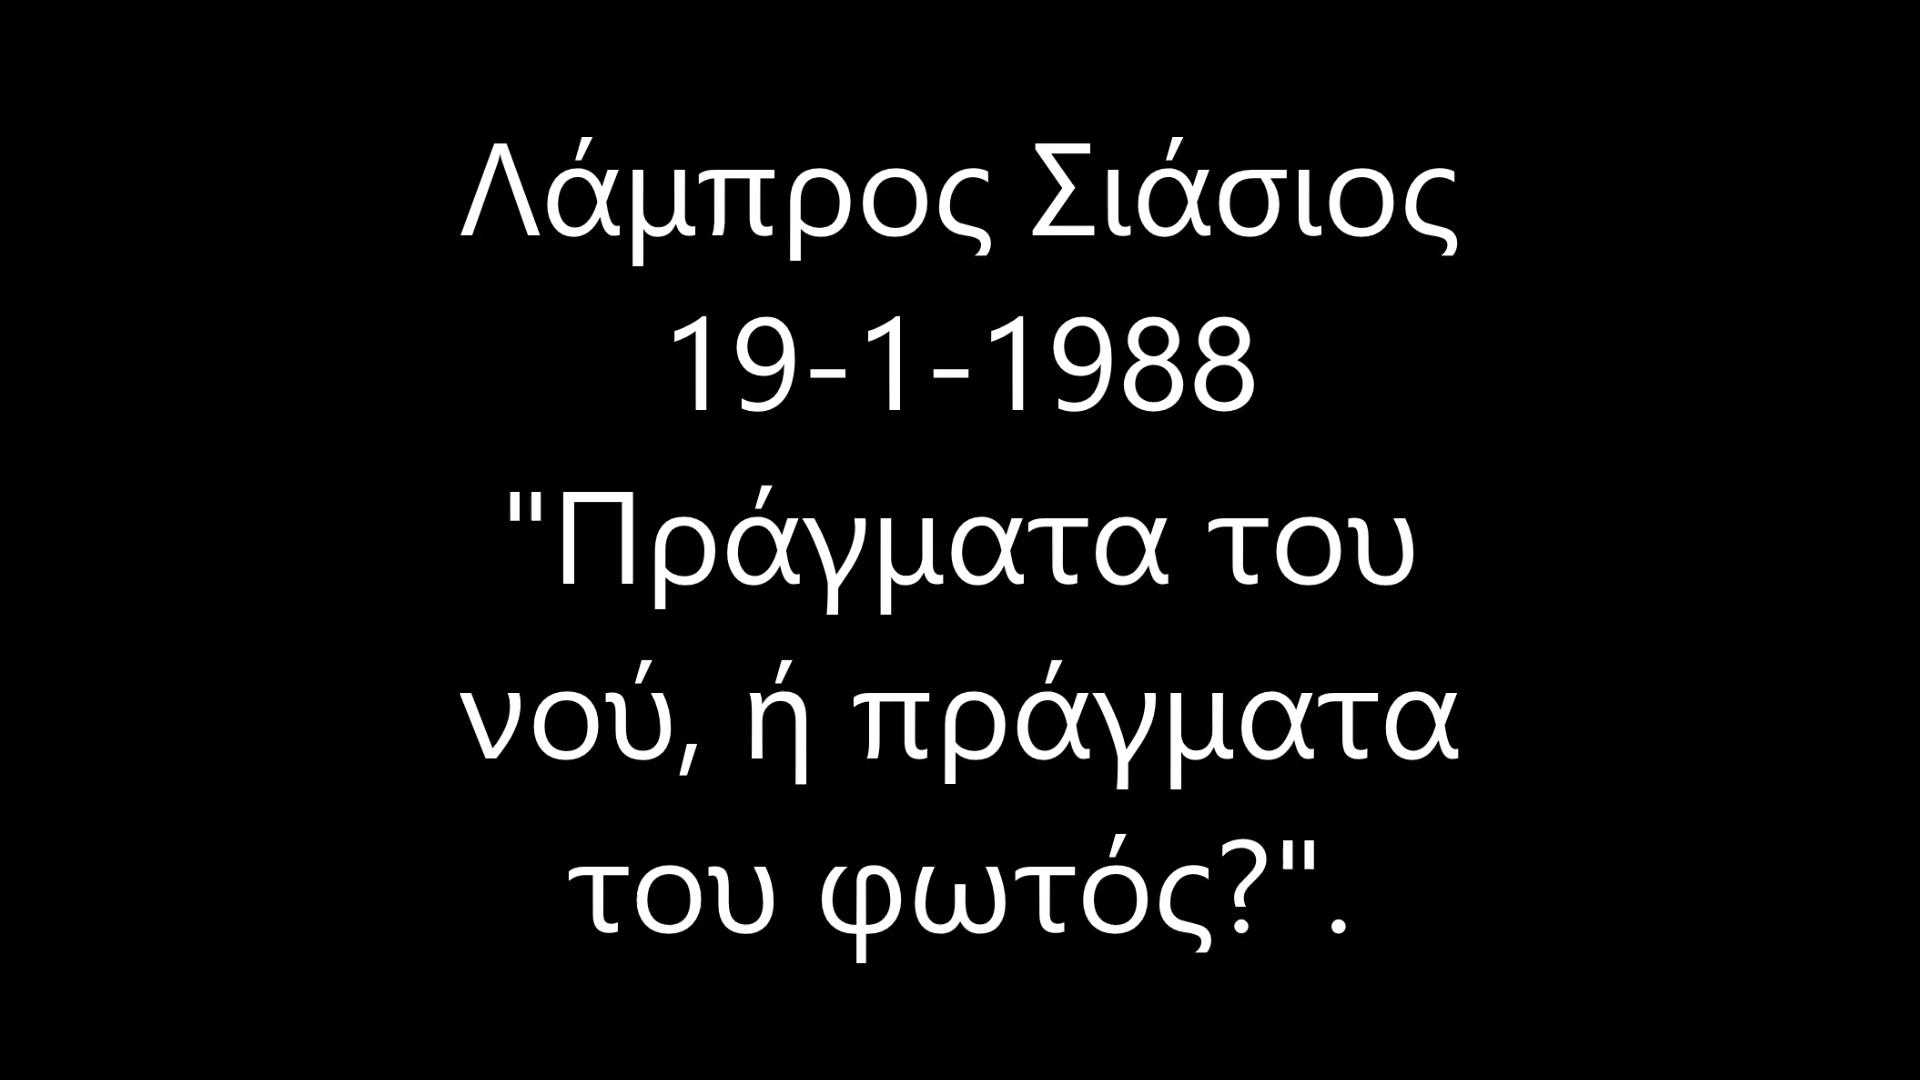 Λάμπρος Σιάσιος
19-1-1988
"Πράγματα του
νού, ή πράγματα
του φωτός?".